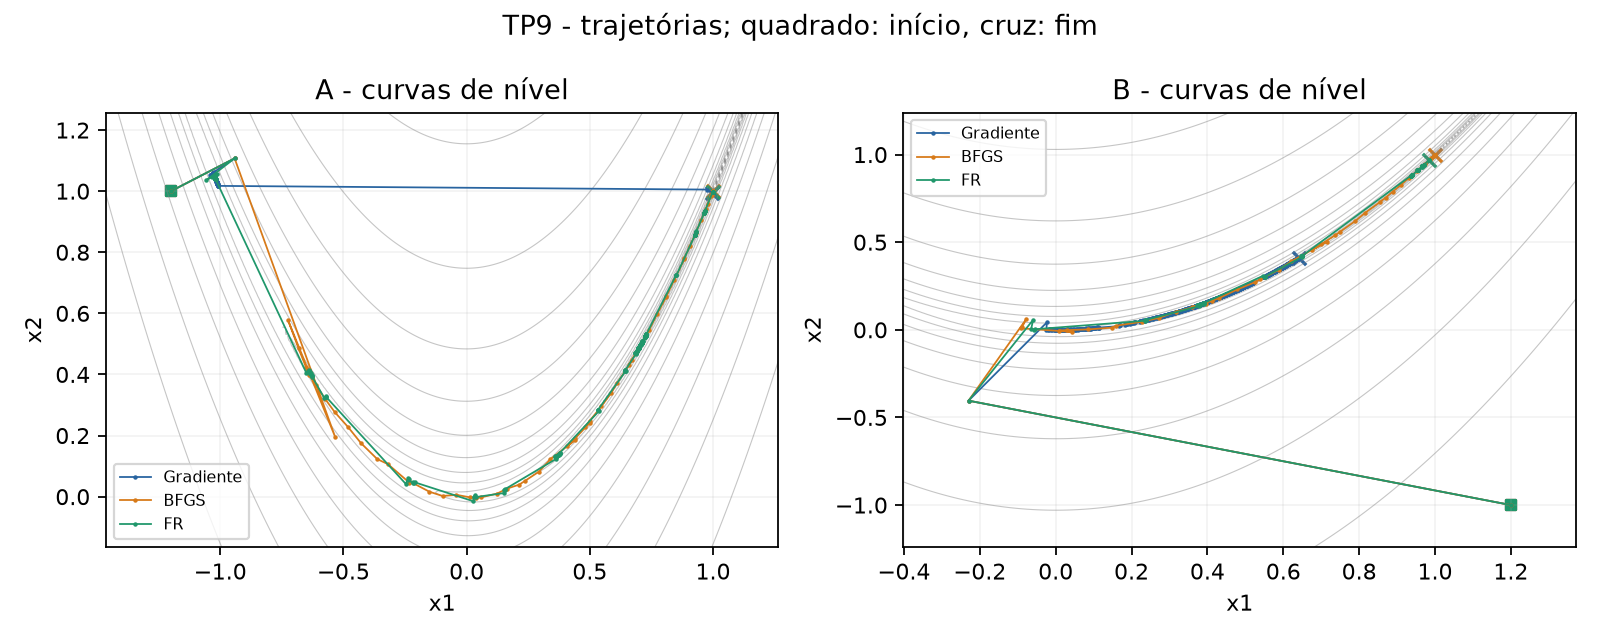 TP9 - trajetórias; quadrado: início, cruz: fim
A - curvas de nível
1.2
1.0
0.8
0.6
0.4
0.2
0.0
x2
Gradiente
BFGS
FR
−1.0 −0.5 0.0 0.5 1.0
x1
B - curvas de nível
Gradiente
BFGS
FR
1.0
0.5
0.0
−0.5
−1.0
x2
−0.4 −0.2 0.0 0.2 0.4 0.6 0.8 1.0 1.2
x1